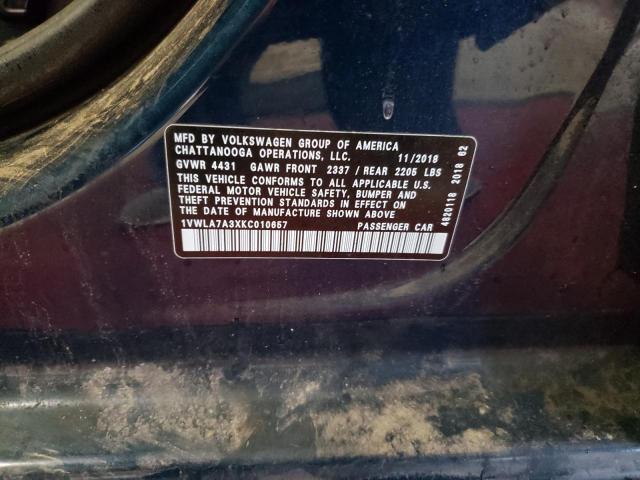 MFD BY VOLKSWAGEN GROUP OF AMERICA
CHATTANOOGA OPERATIONS, LLC. 11/2018
GVWR 4431 GAWR FRONT 2337 / REAR 2205 LBS
THIS VEHICLE CONFORMS TO ALL APPLICABLE U.S.
FEDERAL MOTOR VEHICLE SAFETY, BUMPER AND
THEFT PREVENTION STANDARDS IN EFFECT ON
THE DATE OF MANUFACTURE SHOWN ABOVE
1VWLA7A3XKC010657 PASSENGER CAR
4620118 2018 02